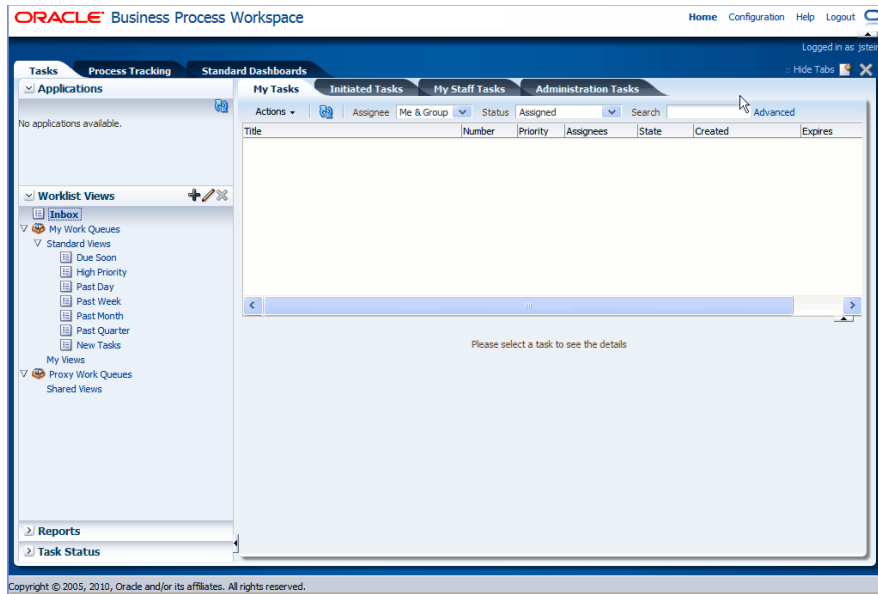 ORACLE Business Process Workspace
Home Configuration Help Logout
Logged in as
Tasks Process Tracking Standard Dashboards
:: Hide Tabs
Applications
No applications available.
Worklist Views
Inbox
My Work Queues
Standard Views
Due Soon
High Priority
Past Day
Past Week
Past Month
Past Quarter
New Tasks
My Views
Proxy Work Queues
Shared Views
Reports
Task Status
My Tasks Initiated Tasks My Staff Tasks Administration Tasks
Actions Assignee Me & Group Status Assigned Search Advanced
Title Number Priority Assignees State Created Expires
Please select a task to see the details
Copyright © 2005, 2010, Oracle and/or its affiliates. All rights reserved.